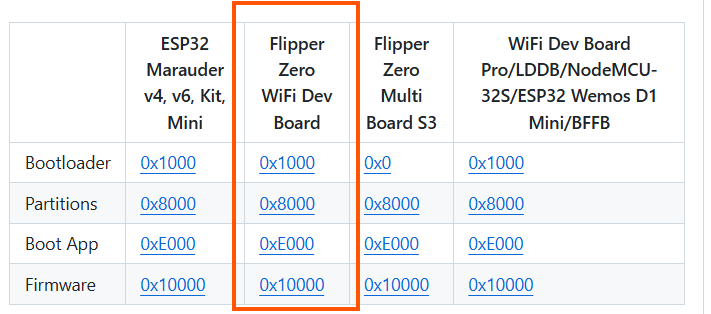 ESP32 Marauder v4, v6, Kit, Mini | Flipper Zero WiFi Dev Board | Flipper Zero Multi Board S3 | WiFi Dev Board Pro/LDDB/NodeMCU-32S/ESP32 Wemos D1 Mini/BFFB
Bootloader 0x1000 0x1000 0x0 0x1000
Partitions 0x8000 0x8000 0x8000 0x8000
Boot App 0xE000 0xE000 0xE000 0xE000
Firmware 0x10000 0x10000 0x10000 0x10000